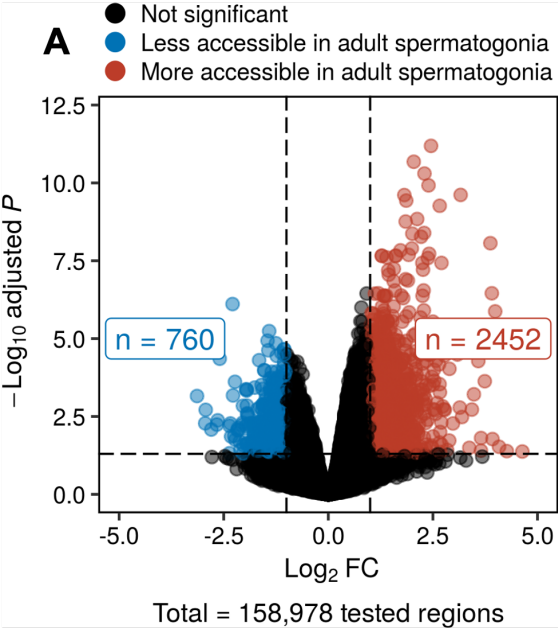 A
Not significant
Less accessible in adult spermatogonia
More accessible in adult spermatogonia
12.5
10.0
7.5
5.0
2.5
0.0
−Log₁₀ adjusted P
n = 760
n = 2452
-5.0 -2.5 0.0 2.5 5.0
Log₂ FC
Total = 158,978 tested regions